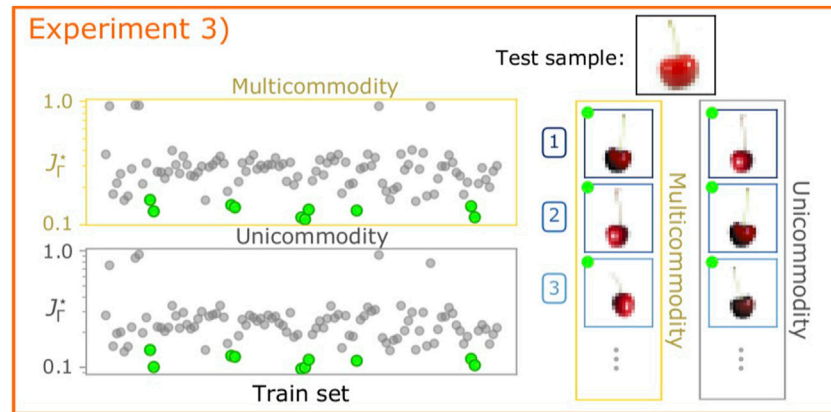 Experiment 3)
Test sample:
Multicommodity
1.0
J*Γ
0.1
Unicommodity
1.0
J*Γ
0.1
Train set
1
2
3
Multicommodity
Unicommodity